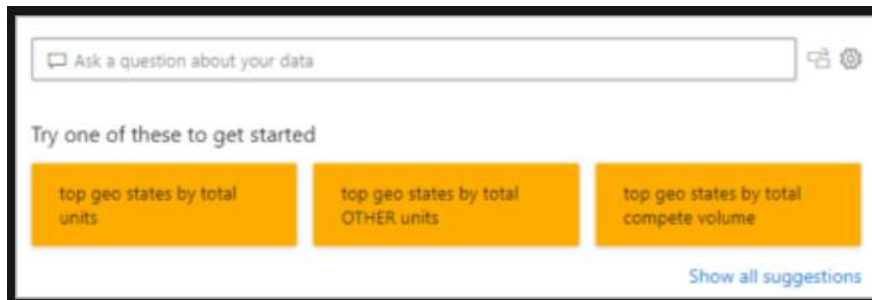 Ask a question about your data
Try one of these to get started
top geo states by total
units
top geo states by total
OTHER units
top geo states by total
compete volume
Show all suggestions